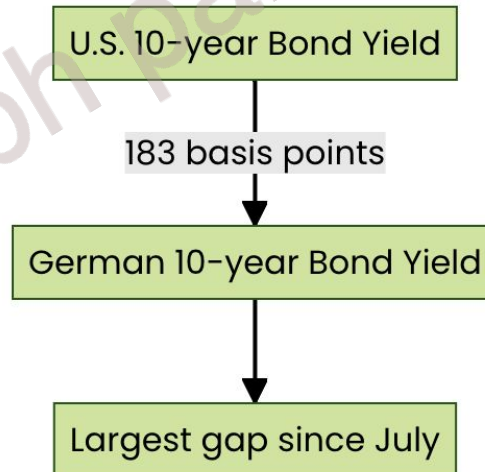 U.S. 10-year Bond Yield
183 basis points
German 10-year Bond Yield
Largest gap since July